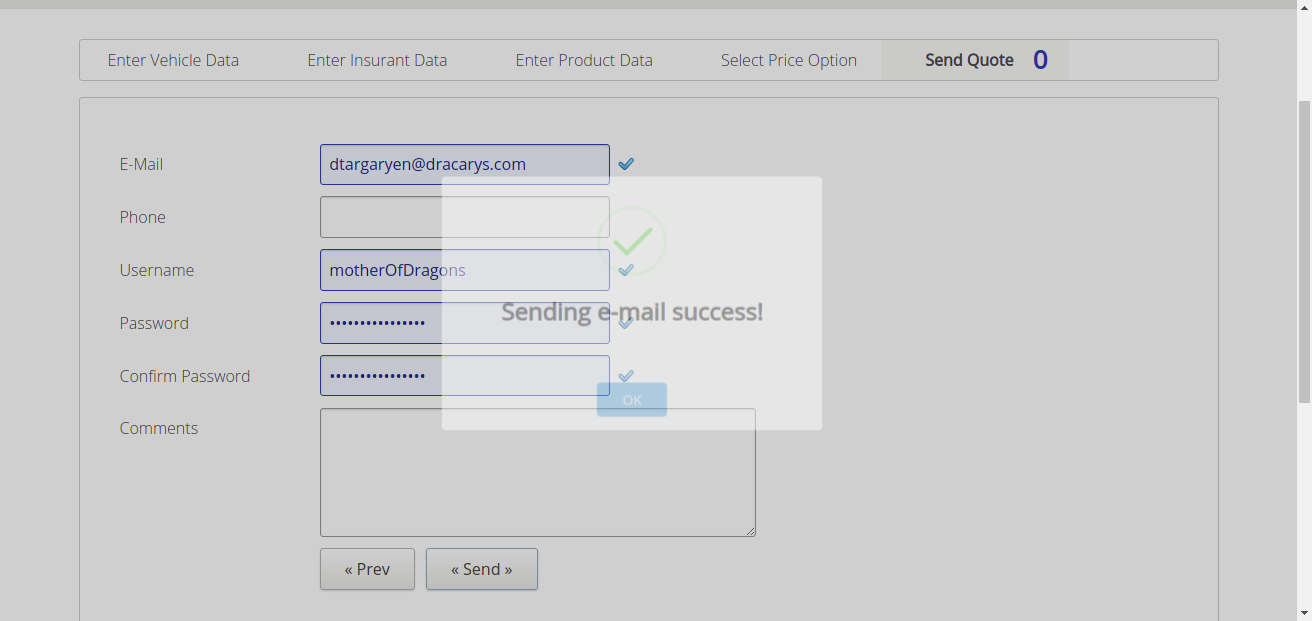 Enter Vehicle Data Enter Insurant Data Enter Product Data Select Price Option Send Quote 0
E-Mail dtargaryen@dracarys.com
Phone
Username motherOfDragons
Password ••••••••••••••••
Confirm Password ••••••••••••••••
Comments
Sending e-mail success!
OK
« Prev « Send »